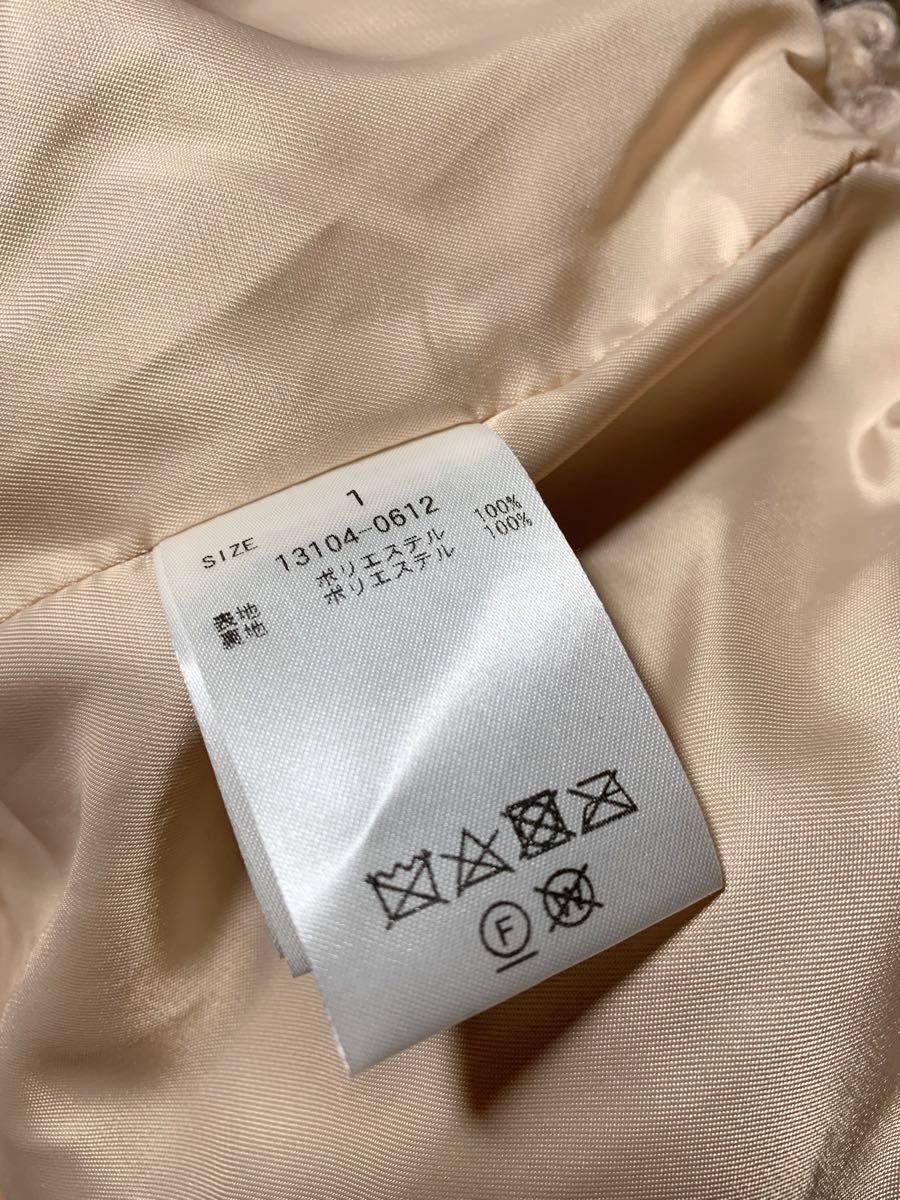 SIZE 1
13104-0612
表地 ポリエステル 100%
裏地 ポリエステル 100%
F W